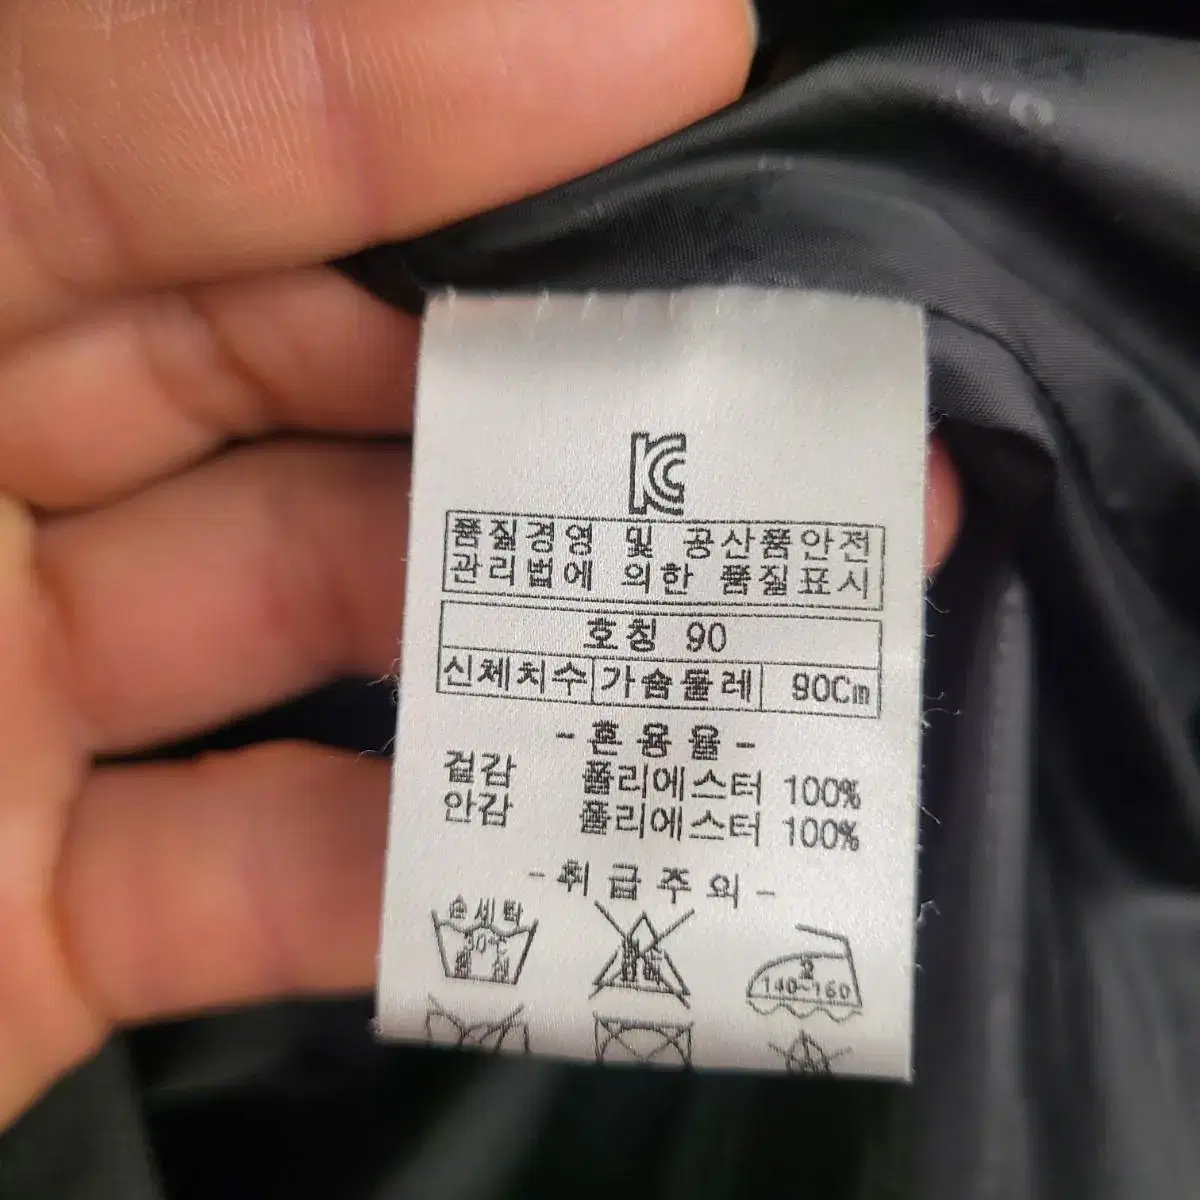 KC
품질경영 및 공산품안전
관리법에 의한 품질표시
호칭 90
신체치수 가슴둘레 90Cm
-혼용율-
겉감 폴리에스터 100%
안감 폴리에스터 100%
-취급주의-
손세탁
30℃
중성
2
140~160